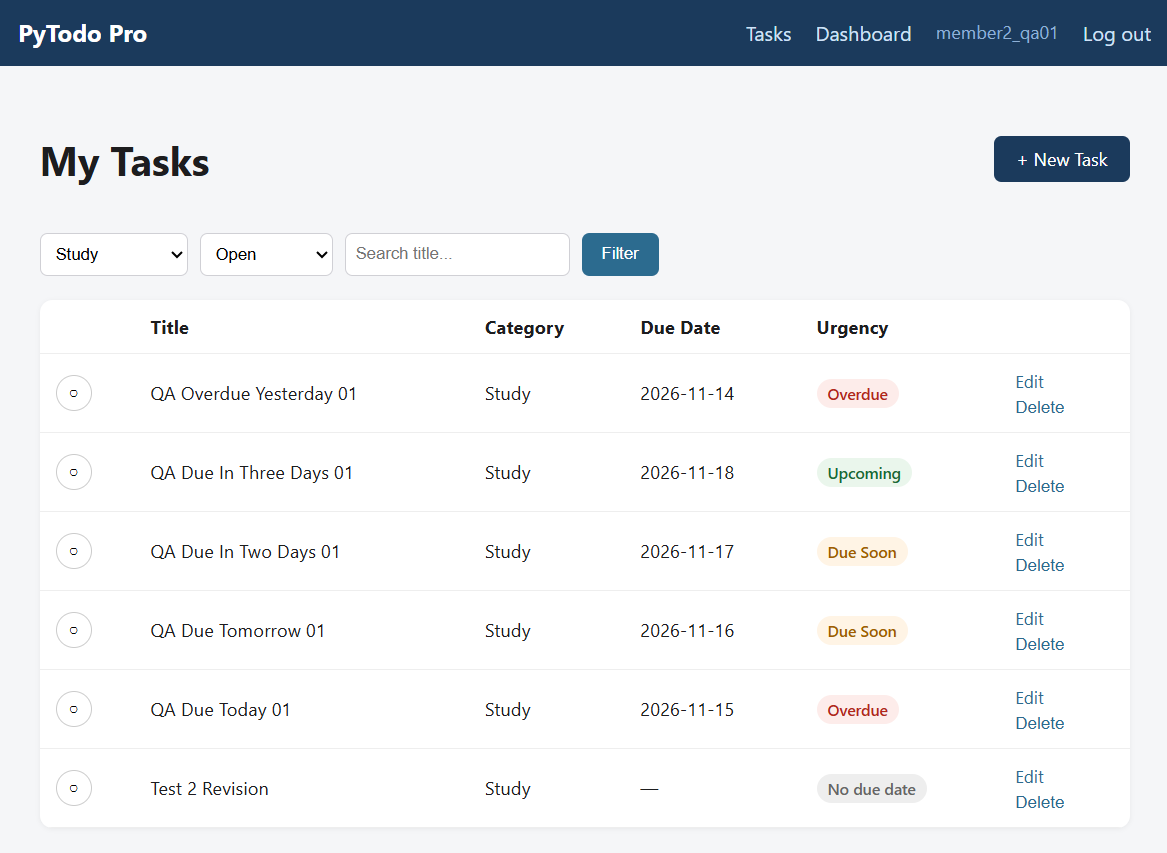 PyTodo Pro Tasks Dashboard member2_qa01 Log out
My Tasks + New Task
Study Open Search title... Filter
Title Category Due Date Urgency
QA Overdue Yesterday 01 Study 2026-11-14 Overdue Edit Delete
QA Due In Three Days 01 Study 2026-11-18 Upcoming Edit Delete
QA Due In Two Days 01 Study 2026-11-17 Due Soon Edit Delete
QA Due Tomorrow 01 Study 2026-11-16 Due Soon Edit Delete
QA Due Today 01 Study 2026-11-15 Overdue Edit Delete
Test 2 Revision Study — No due date Edit Delete